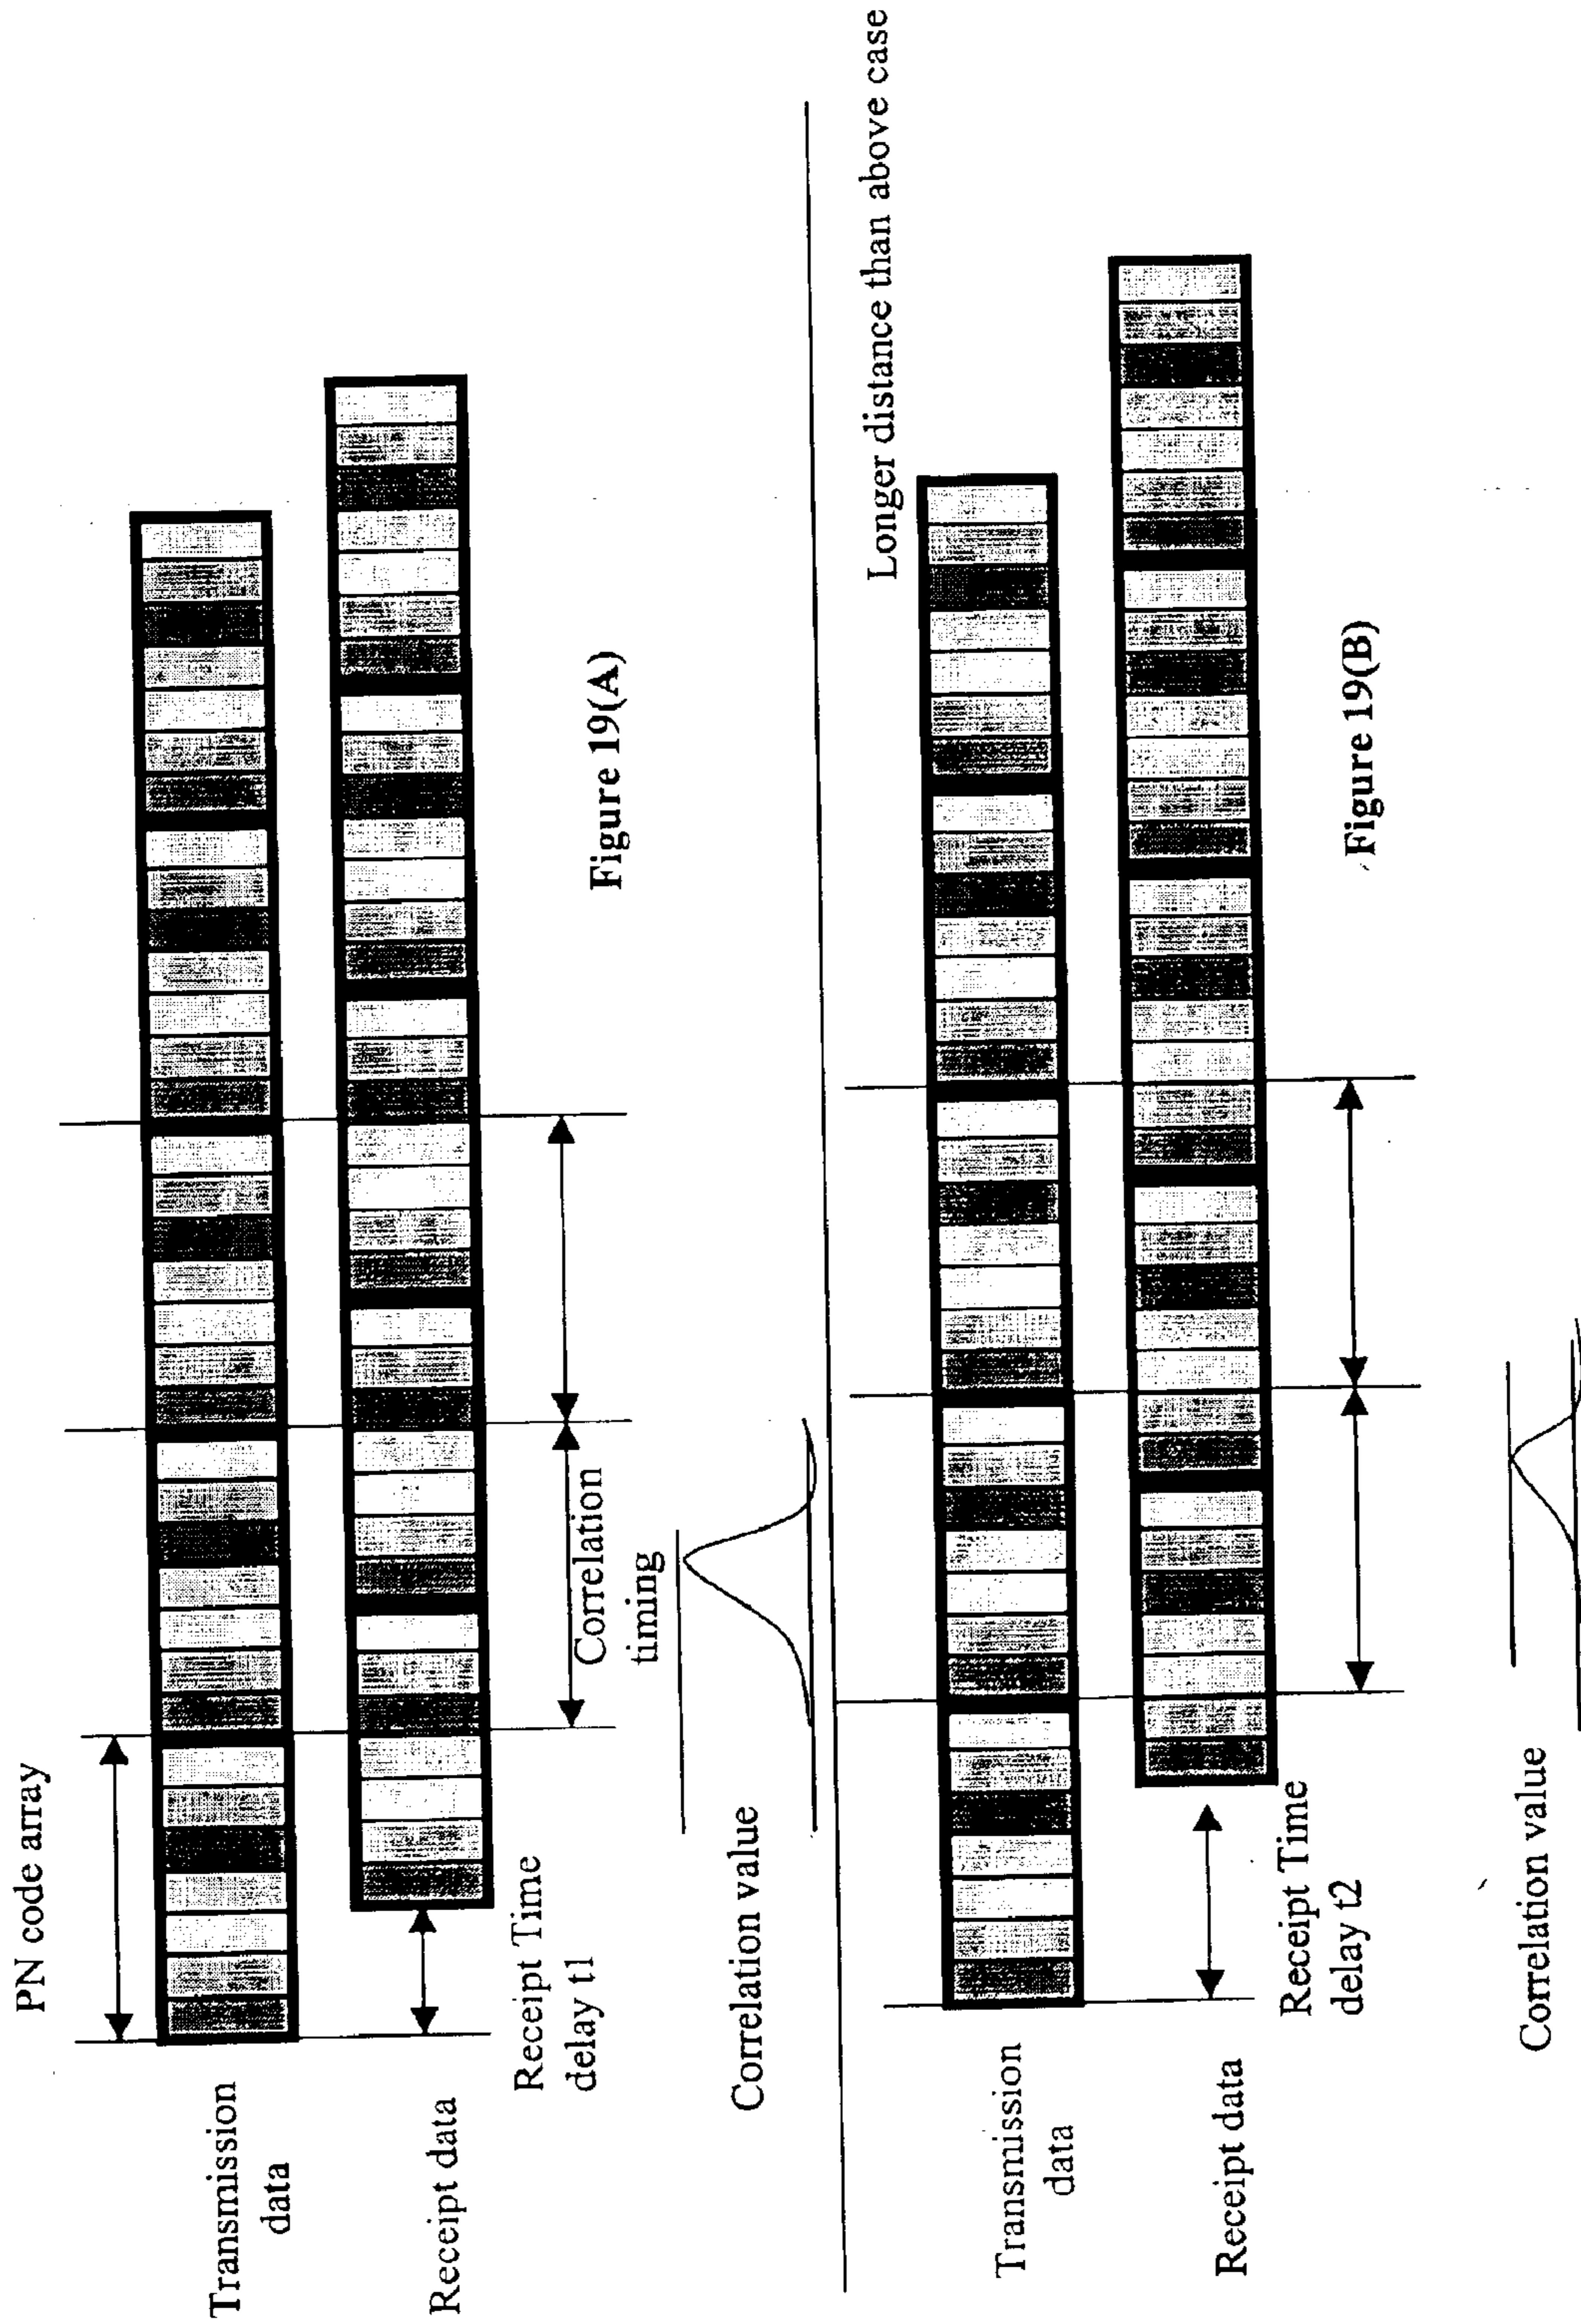 PN code array
Transmission
data
Receipt data
Receipt Time
delay t1
Correlation
timing
Correlation value
Figure 19(A)
Longer distance than above case
Transmission
data
Receipt data
Receipt Time
delay t2
Correlation value
Figure 19(B)